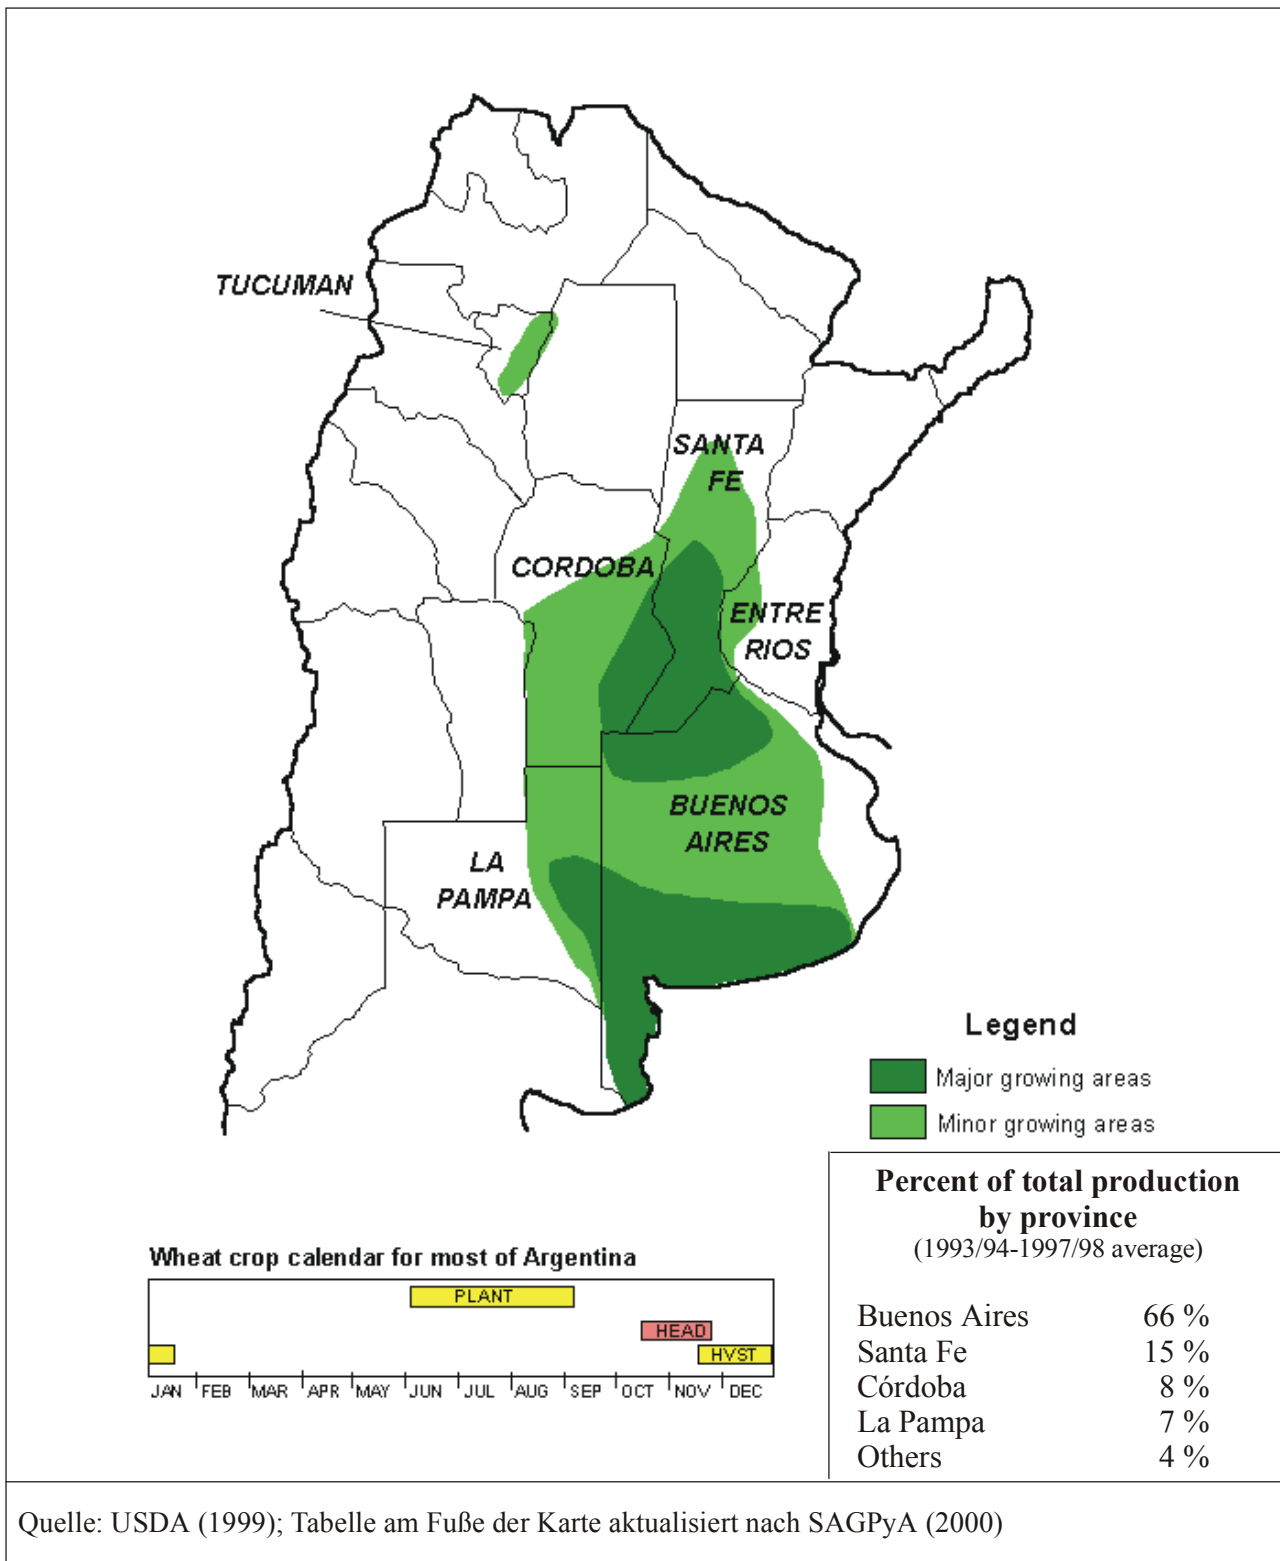 TUCUMAN
SANTA
FE
CORDOBA
ENTRE
RIOS
BUENOS
AIRES
LA
PAMPA
Legend
Major growing areas
Minor growing areas
Percent of total production
by province
(1993/94-1997/98 average)
Buenos Aires 66 %
Santa Fe 15 %
Córdoba 8 %
La Pampa 7 %
Others 4 %
Wheat crop calendar for most of Argentina
PLANT
HEAD
HVST
JAN FEB MAR APR MAY JUN JUL AUG SEP OCT NOV DEC
Quelle: USDA (1999); Tabelle am Fuße der Karte aktualisiert nach SAGPyA (2000)